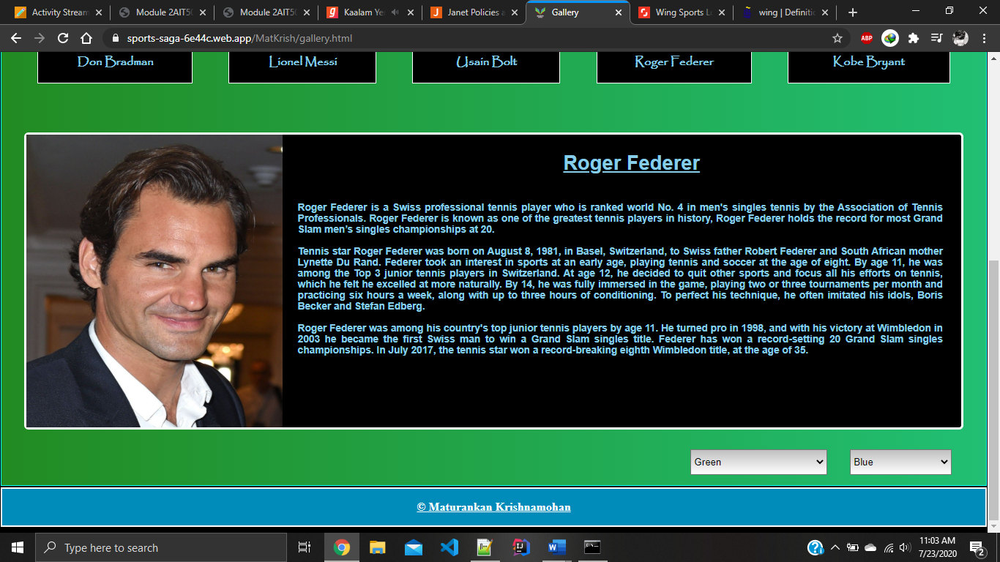 Activity Stream
Module 2AIT50
Module 2AIT50
Kaalam Yen
Janet Policies a
Gallery
Wing Sports Le
wing | Definitio
sports-saga-6e44c.web.app/MatKrish/gallery.html
ABP
Don Bradman
Lionel Messi
Usain Bolt
Roger Federer
Kobe Bryant
Roger Federer
Roger Federer is a Swiss professional tennis player who is ranked world No. 4 in men's singles tennis by the Association of Tennis
Professionals. Roger Federer is known as one of the greatest tennis players in history, Roger Federer holds the record for most Grand
Slam men’s singles championships at 20.
Tennis star Roger Federer was born on August 8, 1981, in Basel, Switzerland, to Swiss father Robert Federer and South African mother
Lynette Du Rand. Federer took an interest in sports at an early age, playing tennis and soccer at the age of eight. By age 11, he was
among the Top 3 junior tennis players in Switzerland. At age 12, he decided to quit other sports and focus all his efforts on tennis,
which he felt he excelled at more naturally. By 14, he was fully immersed in the game, playing two or three tournaments per month and
practicing six hours a week, along with up to three hours of conditioning. To perfect his technique, he often imitated his idols, Boris
Becker and Stefan Edberg.
Roger Federer was among his country's top junior tennis players by age 11. He turned pro in 1998, and with his victory at Wimbledon in
2003 he became the first Swiss man to win a Grand Slam singles title. Federer has won a record-setting 20 Grand Slam singles
championships. In July 2017, the tennis star won a record-breaking eighth Wimbledon title, at the age of 35.
Green
Blue
© Maturankan Krishnamohan
Type here to search
11:03 AM
7/23/2020
2